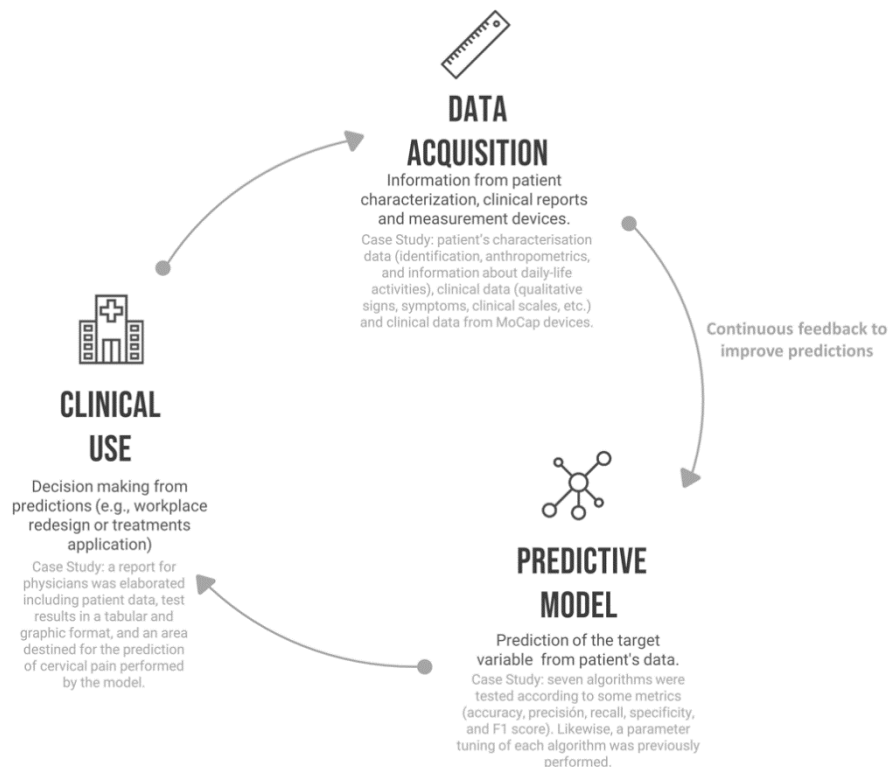 DATA
ACQUISITION
Information from patient
characterization, clinical reports
and measurement devices.
Case Study: patient's characterisation
data (identification, anthropometrics,
and information about daily-life
activities), clinical data (qualitative
signs, symptoms, clinical scales, etc.)
and clinical data from MoCap devices.
Continuous feedback to
improve predictions
PREDICTIVE
MODEL
Prediction of the target
variable from patient's data.
Case Study: seven algorithms were
tested according to some metrics
(accuracy, precisión, recall, specificity,
and F1 score). Likewise, a parameter
tuning of each algorithm was previously
performed.
CLINICAL
USE
Decision making from
predictions (e.g., workplace
redesign or treatments
application)
Case Study: a report for
physicians was elaborated
including patient data, test
results in a tabular and
graphic format, and an area
destined for the prediction
of cervical pain performed
by the model.